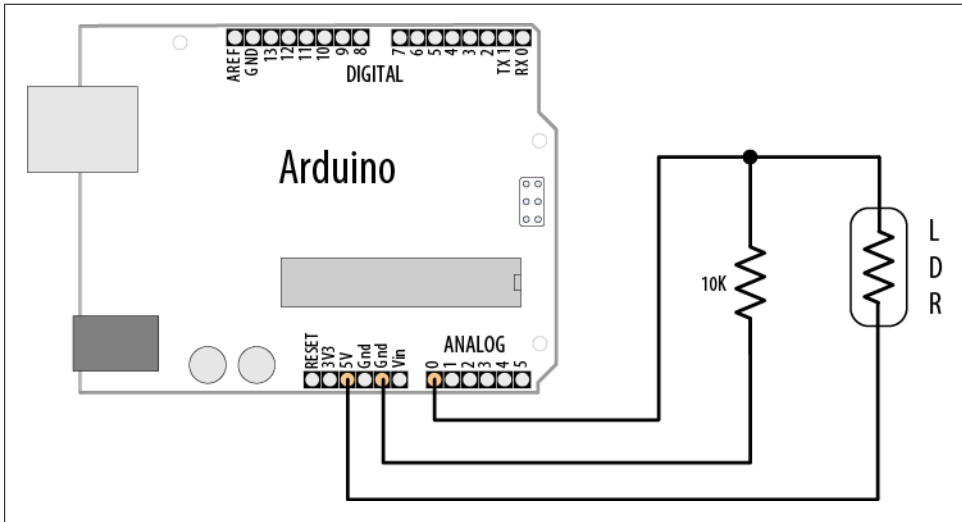 AREF
GND
13
12
11
10
9
8
7
6
5
4
3
2
TX 1
RX 0
DIGITAL
Arduino
10K
L
D
R
RESET
3V3
5V
Gnd
Gnd
Vin
ANALOG
0
1
2
3
4
5